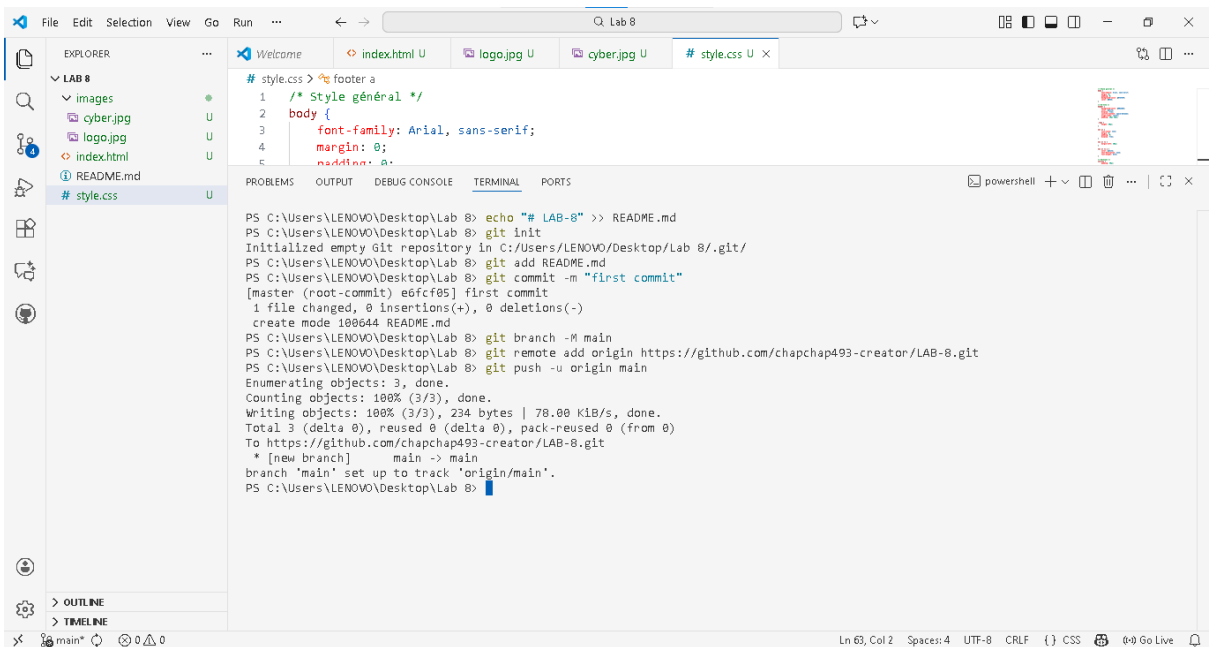 File Edit Selection View Go Run ··· ← → Lab 8
EXPLORER ···
LAB 8
images
cyber.jpg U
logo.jpg U
index.html U
README.md
# style.css U
4
OUTLINE
TIMELINE
Welcome index.html U logo.jpg U cyber.jpg U # style.css U ×
# style.css > footer a
1 /* Style général */
2 body {
3 font-family: Arial, sans-serif;
4 margin: 0;
5 padding: 0;
PROBLEMS OUTPUT DEBUG CONSOLE TERMINAL PORTS powershell
PS C:\Users\LENOVO\Desktop\Lab 8> echo "# LAB-8" >> README.md
PS C:\Users\LENOVO\Desktop\Lab 8> git init
Initialized empty Git repository in C:/Users/LENOVO/Desktop/Lab 8/.git/
PS C:\Users\LENOVO\Desktop\Lab 8> git add README.md
PS C:\Users\LENOVO\Desktop\Lab 8> git commit -m "first commit"
[master (root-commit) e6fcf05] first commit
 1 file changed, 0 insertions(+), 0 deletions(-)
 create mode 100644 README.md
PS C:\Users\LENOVO\Desktop\Lab 8> git branch -M main
PS C:\Users\LENOVO\Desktop\Lab 8> git remote add origin https://github.com/chapchap493-creator/LAB-8.git
PS C:\Users\LENOVO\Desktop\Lab 8> git push -u origin main
Enumerating objects: 3, done.
Counting objects: 100% (3/3), done.
Writing objects: 100% (3/3), 234 bytes | 78.00 KiB/s, done.
Total 3 (delta 0), reused 0 (delta 0), pack-reused 0 (from 0)
To https://github.com/chapchap493-creator/LAB-8.git
 * [new branch]      main -> main
branch 'main' set up to track 'origin/main'.
PS C:\Users\LENOVO\Desktop\Lab 8>
main* 0 0 Ln 63, Col 2 Spaces: 4 UTF-8 CRLF {} CSS Go Live